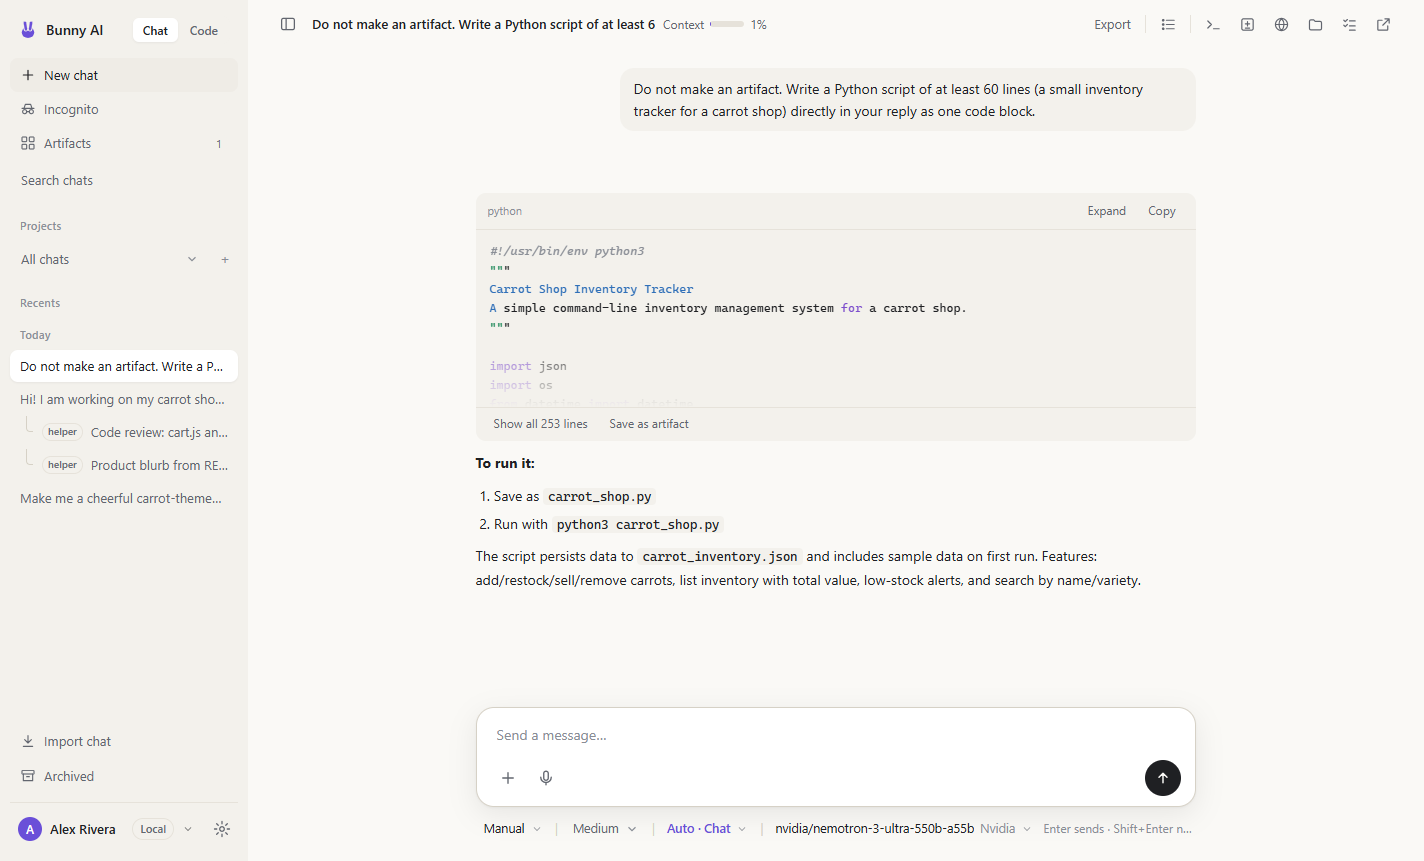 Bunny AI
Chat
Code
New chat
Incognito
Artifacts
1
Search chats
Projects
All chats
Recents
Today
Do not make an artifact. Write a P...
Hi! I am working on my carrot sho...
helper
Code review: cart.js an...
helper
Product blurb from RE...
Make me a cheerful carrot-theme...
Import chat
Archived
A
Alex Rivera
Local
Do not make an artifact. Write a Python script of at least 6
Context
1%
Export
Do not make an artifact. Write a Python script of at least 60 lines (a small inventory
tracker for a carrot shop) directly in your reply as one code block.
python
Expand
Copy
#!/usr/bin/env python3
"""
Carrot Shop Inventory Tracker
A simple command-line inventory management system for a carrot shop.
"""
import json
import os
from datetime import datetime
Show all 253 lines
Save as artifact
To run it:
1. Save as carrot_shop.py
2. Run with python3 carrot_shop.py
The script persists data to carrot_inventory.json and includes sample data on first run. Features:
add/restock/sell/remove carrots, list inventory with total value, low-stock alerts, and search by name/variety.
Send a message...
Manual
Medium
Auto · Chat
nvidia/nemotron-3-ultra-550b-a55b Nvidia
Enter sends · Shift+Enter n...